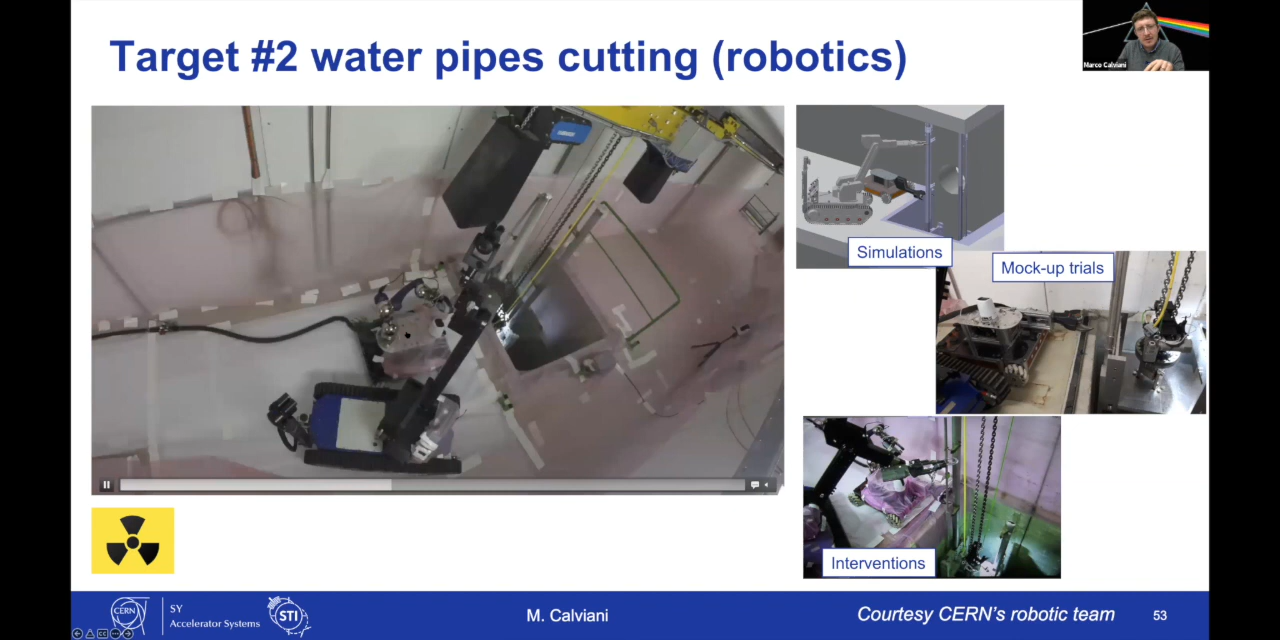 Target #2 water pipes cutting (robotics)
Marco Calviani
Simulations
Mock-up trials
Interventions
CERN
SY
Accelerator Systems
STI
M. Calviani
Courtesy CERN's robotic team
53